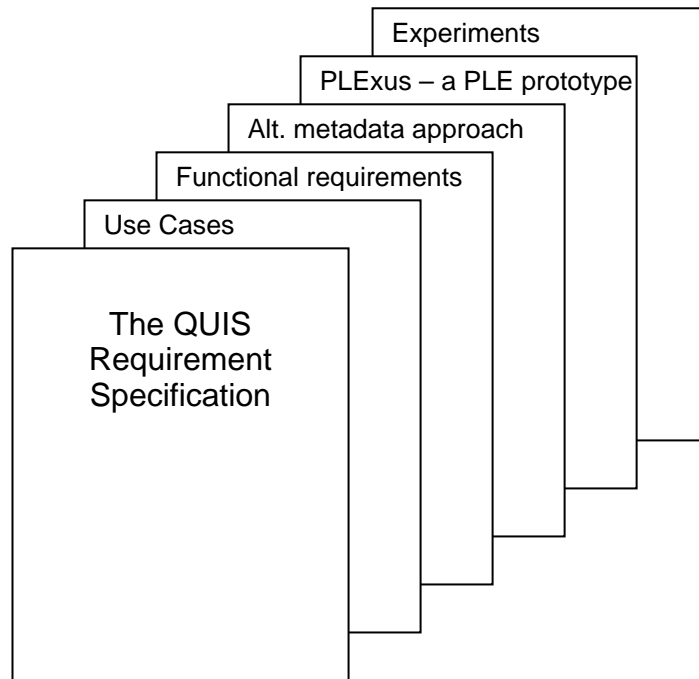 Experiments
PLExus – a PLE prototype
Alt. metadata approach
Functional requirements
Use Cases
The QUIS
Requirement
Specification